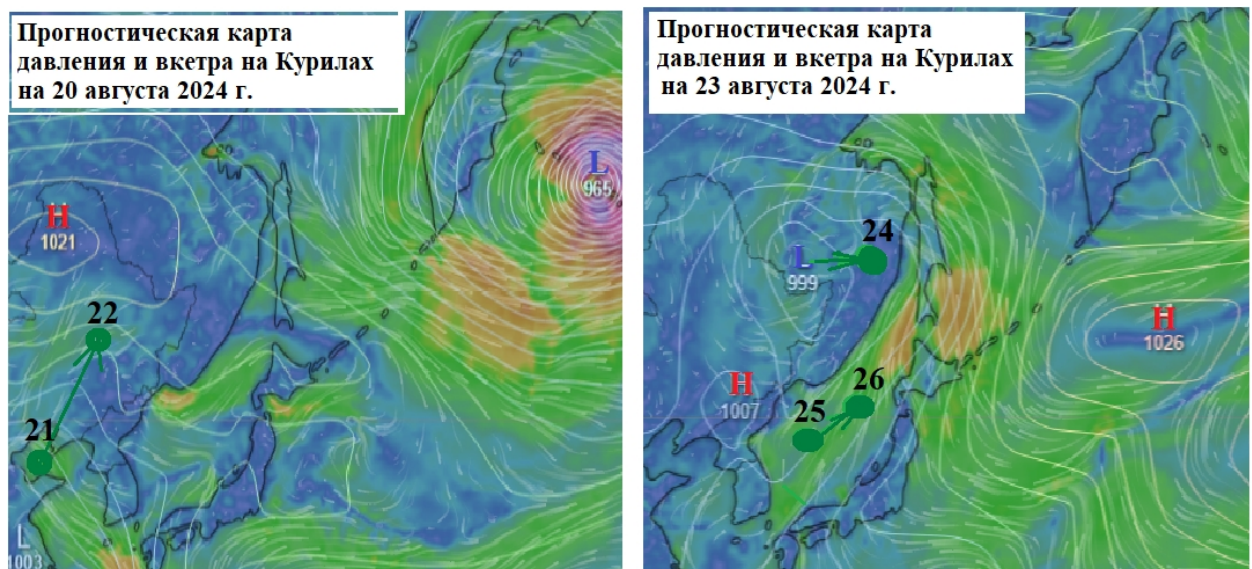 Прогностическая карта
давления и вкетра на Курилах
на 20 августа 2024 г.
L
965
H
1021
22
21
L
1003
Прогностическая карта
давления и вкетра на Курилах
на 23 августа 2024 г.
24
L
999
H
1026
H
1007
26
25